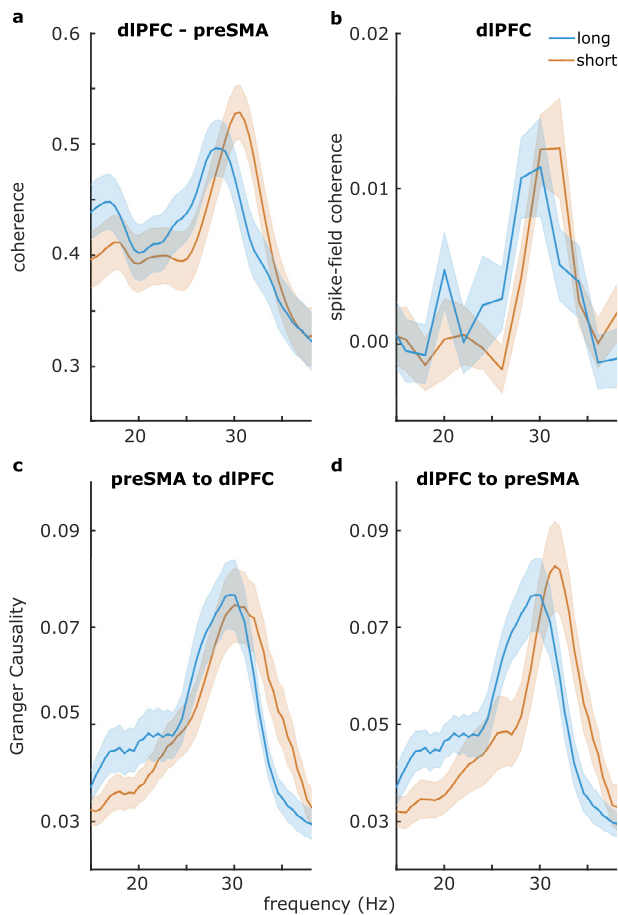 a
dlPFC - preSMA
0.6
0.5
0.4
0.3
coherence
20
30
b
dlPFC
long
short
0.02
0.01
0.00
spike-field coherence
20
30
c
preSMA to dlPFC
0.09
0.07
0.05
0.03
Granger Causality
20
30
d
dlPFC to preSMA
0.09
0.07
0.05
0.03
20
30
frequency (Hz)